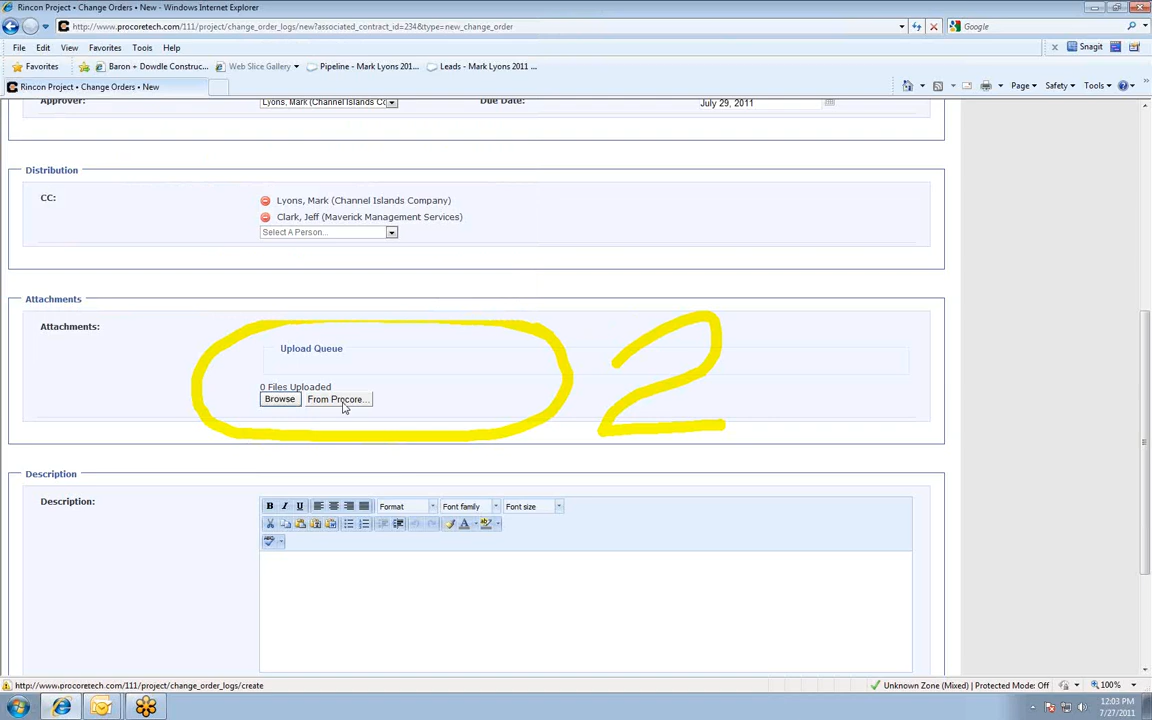 Rincon Project • Change Orders • New - Windows Internet Explorer
http://www.procoretech.com/111/project/change_order_logs/new?associated_contract_id=234&type=new_change_order
Google
File Edit View Favorites Tools Help
x Snagit
Favorites Baron + Dowdle Construc... Web Slice Gallery Pipeline - Mark Lyons 201... Leads - Mark Lyons 2011 ...
Rincon Project • Change Orders • New
Page Safety Tools
Approver: Lyons, Mark (Channel Islands Co Due Date: July 29, 2011
Distribution
CC: Lyons, Mark (Channel Islands Company)
Clark, Jeff (Maverick Management Services)
Select A Person...
Attachments
Attachments:
Upload Queue
2
0 Files Uploaded
Browse From Procore...
Description
Description: B I U Format Font family Font size
ABC
http://www.procoretech.com/111/project/change_order_logs/create Unknown Zone (Mixed) | Protected Mode: Off 100%
12:03 PM
7/27/2011